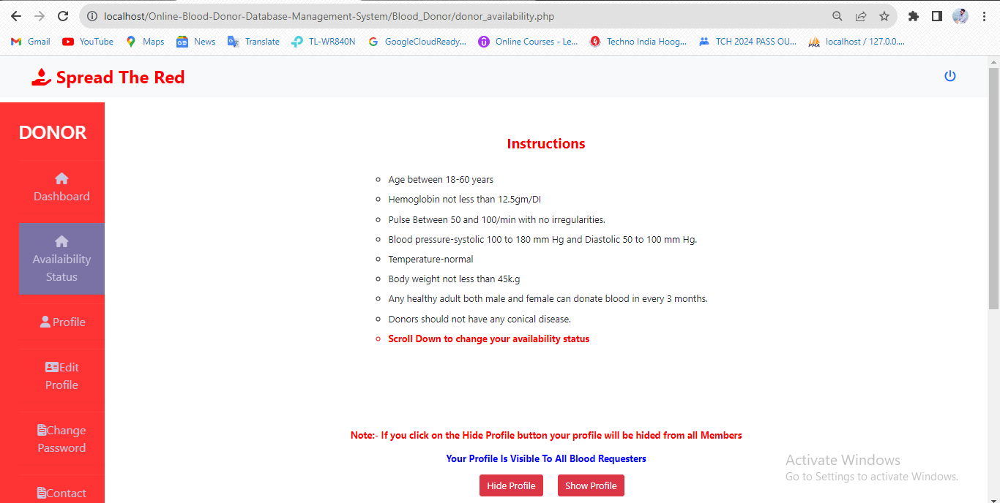 localhost/Online-Blood-Donor-Database-Management-System/Blood_Donor/donor_availability.php
Gmail YouTube Maps News Translate TL-WR840N GoogleCloudReady... Online Courses - Le... Techno India Hoog... TCH 2024 PASS OU... localhost / 127.0.0....
Spread The Red
DONOR
Dashboard
Availaibility
Status
Profile
Edit
Profile
Change
Password
Contact
Instructions
Age between 18-60 years
Hemoglobin not less than 12.5gm/DI
Pulse Between 50 and 100/min with no irregularities.
Blood pressure-systolic 100 to 180 mm Hg and Diastolic 50 to 100 mm Hg.
Temperature-normal
Body weight not less than 45k.g
Any healthy adult both male and female can donate blood in every 3 months.
Donors should not have any conical disease.
Scroll Down to change your availability status
Note:- If you click on the Hide Profile button your profile will be hided from all Members
Your Profile Is Visible To All Blood Requesters
Hide Profile Show Profile
Activate Windows
Go to Settings to activate Windows.